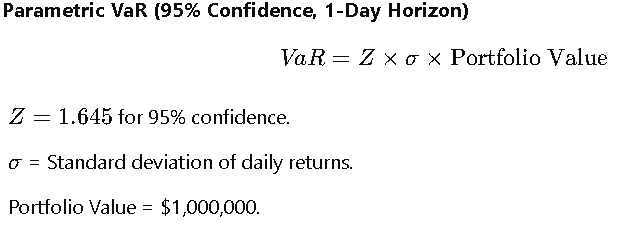 Parametric VaR (95% Confidence, 1-Day Horizon)
VaR = Z × σ × Portfolio Value
Z = 1.645 for 95% confidence.
σ = Standard deviation of daily returns.
Portfolio Value = $1,000,000.